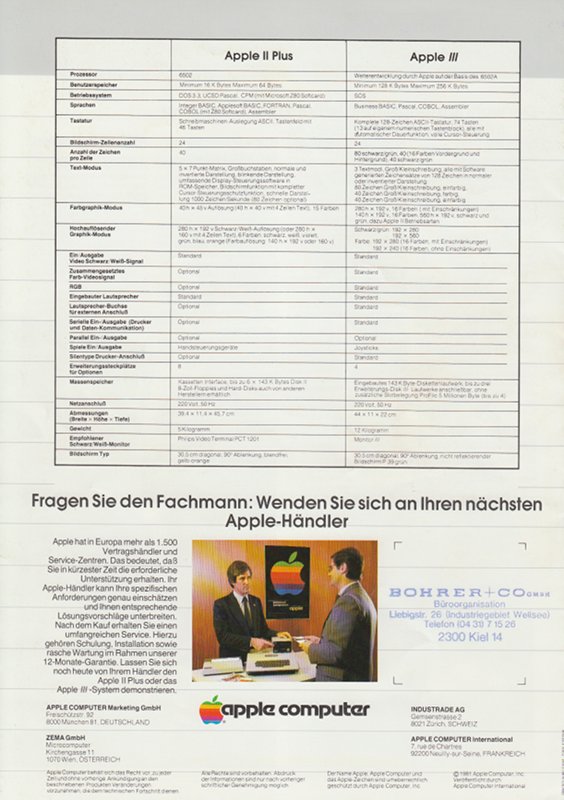 Apple II Plus
Apple III
Prozessor
6502
Weiterentwicklung durch Apple auf der Basis des 6502A
Benutzerspeicher
Minimum 16 K Bytes Maximum 64 Bytes
Minimum 128 K Bytes Maximum 256 K Bytes
Betriebssystem
DOS 3.3, UCSD Pascal, CPM (mit Microsoft Z80 Softcard)
SOS
Sprachen
Integer BASIC, Applesoft BASIC, FORTRAN, Pascal,
COBOL (mit Z80 Softcard), Assembler
Business BASIC, Pascal, COBOL, Assembler
Tastatur
Schreibmaschinen Auslegung ASCII, Tastenfeld mit
Komplete 128-Zeichen ASCII-Tastatur, 74 Tasten
(13 auf eigenem numerischen Tastenblock), alle mit
automatischer Dauerfunktion, volle Cursor-Steuerung
Bildschirm-Zeilenanzahl
24
24
Anzahl der Zeichen
pro Zeile
40
80 schwarz/grün, 40 (16 Farben Vordergrund und
Hintergrund), 40 schwarz/grün
Text-Modus
5 × 7 Punkt-Matrix, Großbuchstaben, normale und
invertierte Darstellung, blinkende Darstellung,
umfassende Display-Steuerungssoftware in
ROM-Speicher, Bildschirmfunktion mit kompletter
Cursor-Steuerungsschutzfunktion, schnelle Darstel-
lung 1000 Zeichen/Sekunde (80 Zeichen optional)
3 Textmodi, Groß/Kleinschreibung, alle mit Software
generierten Zeichensätze von 128 Zeichen in normaler
oder invertierter Darstellung
80 Zeichen Groß/Kleinschreibung, einfarbig,
40 Zeichen Groß/Kleinschreibung, farbig,
40 Zeichen Groß/Kleinschreibung, einfarbig
Farbgraphik-Modus
40 h × 48 v Auflösung (40 h × 40 v mit 4 Zeilen Text), 15 Farben
280 h × 192 v, 16 Farben (mit Einschränkungen)
140 h × 192 v, 16 Farben, 560 h × 192 v, schwarz und
grün, dazu Apple II Betriebsarten
Hochauflösender
Graphik-Modus
280 h × 192 v Schwarz/Weiß-Auflösung (oder 280 h ×
160 v mit 4 Zeilen Text), 6 Farben: schwarz, weiß, violett,
grün, blau, orange (Farbauflösung: 140 h × 192 v oder 160 v)
Schwarz/grün: 192 × 280
192 × 560
Farbe: 192 × 280 (16 Farben, mit Einschränkungen)
192 × 240 (16 Farben, ohne Einschränkungen)
Ein-/Ausgabe
Video Schwarz/Weiß-Signal
Standard
Standard
Zusammengesetztes
Farb-Videosignal
Optional
Standard
RGB
Optional
Standard
Eingebauter Lautsprecher
Standard
Standard
Lautsprecher-Buchse
für externen Anschluß
Optional
Standard
Serielle Ein-/Ausgabe (Drucker
und Daten-Kommunikation)
Optional
Standard
Parallel Ein-/Ausgabe
Optional
Optional
Spiele Ein/Ausgabe
Handsteuerungsgeräte
Joysticks
Silentype Drucker-Anschluß
Optional
Standard
Erweiterungssteckplätze
für Optionen
8
4
Massenspeicher
Kassetten Interface, bis zu 6 × 143 K Bytes Disk II
8-Zoll-Floppies und Hard-Disks auch von anderen
Herstellern erhältlich
Eingebautes 143 K Byte-Diskettenlaufwerk, bis zu drei
Erweiterungs-Disk III Laufwerke anschließbar, ohne
zusätzliche Slotbelegung ProFile 5 Millionen Byte (bis zu 4)
Netzanschluß
220 Volt, 50 Hz
220 Volt, 50 Hz
Abmessungen
(Breite × Höhe × Tiefe)
39,4 × 11,4 × 45,7 cm
44 × 11 × 22 cm
Gewicht
5 Kilogramm
12 Kilogramm
Empfohlener
Schwarz/Weiß-Monitor
Philips Video Terminal PCT 1201
Monitor III
Bildschirm Typ
30,5 cm diagonal, 90° Ablenkung, blendfrei,
gelb-orange
30,5 cm diagonal, 90° Ablenkung, nicht reflektierender
Bildschirm P 39 grün
Fragen Sie den Fachmann: Wenden Sie sich an Ihren nächsten
Apple-Händler
Apple hat in Europa mehr als 1.500
Vertragshändler und
Service-Zentren. Das bedeutet, daß
Sie in kürzester Zeit die erforderliche
Unterstützung erhalten. Ihr
Apple-Händler kann Ihre spezifischen
Anforderungen genau einschätzen
und Ihnen entsprechende
Lösungsvorschläge unterbreiten.
Nach dem Kauf erhalten Sie einen
umfangreichen Service. Hierzu
gehören Schulung, Installation sowie
rasche Wartung im Rahmen unserer
12-Monate-Garantie. Lassen Sie sich
noch heute von Ihrem Händler den
Apple II Plus oder das
Apple III-System demonstrieren.
apple
BOHRER+CO GMBH
Büroorganisation
Liebigstr. 26 (Industriegebiet Wellsee)
Telefon (04 31) 7 15 26
2300 Kiel 14
APPLE COMPUTER Marketing GmbH
Freischützstr. 92
8000 München 81, DEUTSCHLAND
apple computer
INDUSTRADE AG
Gemsenstrasse 2
8021 Zürich, SCHWEIZ
ZEMA GmbH
Microcomputer
Kirchengasse 11
1070 Wien, ÖSTERREICH
APPLE COMPUTER International
7, rue de Chartres
92200 Neuilly-sur-Seine, FRANKREICH
Apple Computer behält sich das Recht vor, zu jeder
Zeit und ohne vorherige Ankündigung an den
beschriebenen Produkten Veränderungen
vorzunehmen, die dem technischen Fortschritt dienen.
Alle Rechte sind vorbehalten. Abdruck
der Informationen sind nur nach vorheriger
schriftlicher Genehmigung möglich.
Der Name Apple, Apple Computer und
das Apple-Zeichen sind urheberrechtlich
geschützt durch Apple Computer, Inc.
© 1981 Apple Computer, Inc.
Veröffentlicht durch
Apple Computer International